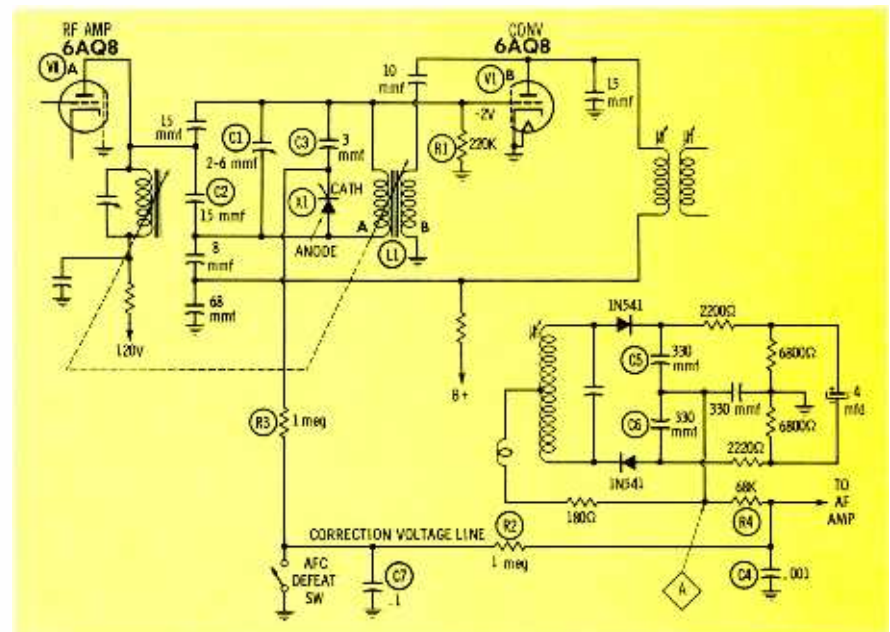 RF AMP
6AQ8
V1 A
CONV
6AQ8
V1 B
10
mmf
15
mmf
15
mmf
C1
2-6 mmf
C3
3
mmf
-2V
R1
220K
C2
15 mmf
X1
CATH
ANODE
A
B
L1
8
mmf
68
mmf
120V
B+
1N541
2200Ω
C5
330
mmf
6800Ω
330 mmf
4
mfd
C6
330
mmf
6800Ω
2220Ω
1N541
R3
1 meg
180Ω
68K
R4
TO
AF
AMP
CORRECTION VOLTAGE LINE
R2
1 meg
AFC
DEFEAT
SW
C7
.1
A
C4
.001